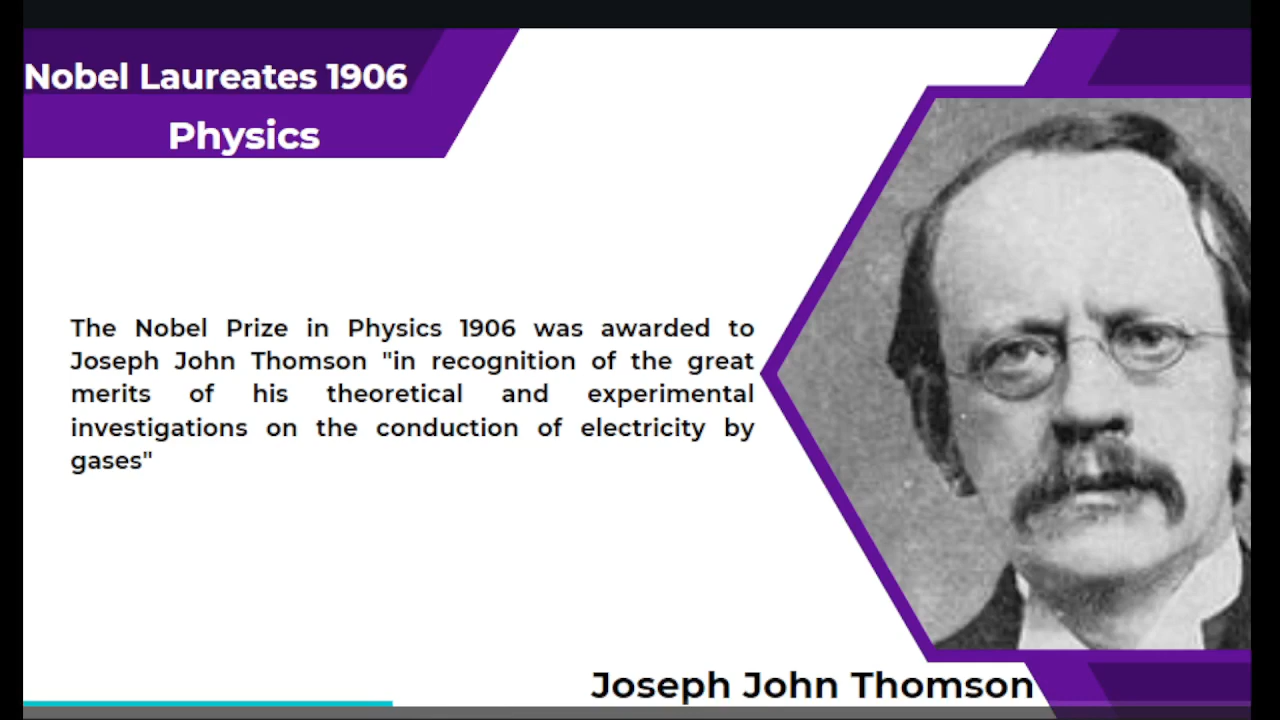 Nobel Laureates 1906
Physics
The Nobel Prize in Physics 1906 was awarded to
Joseph John Thomson "in recognition of the great
merits of his theoretical and experimental
investigations on the conduction of electricity by
gases"
Joseph John Thomson